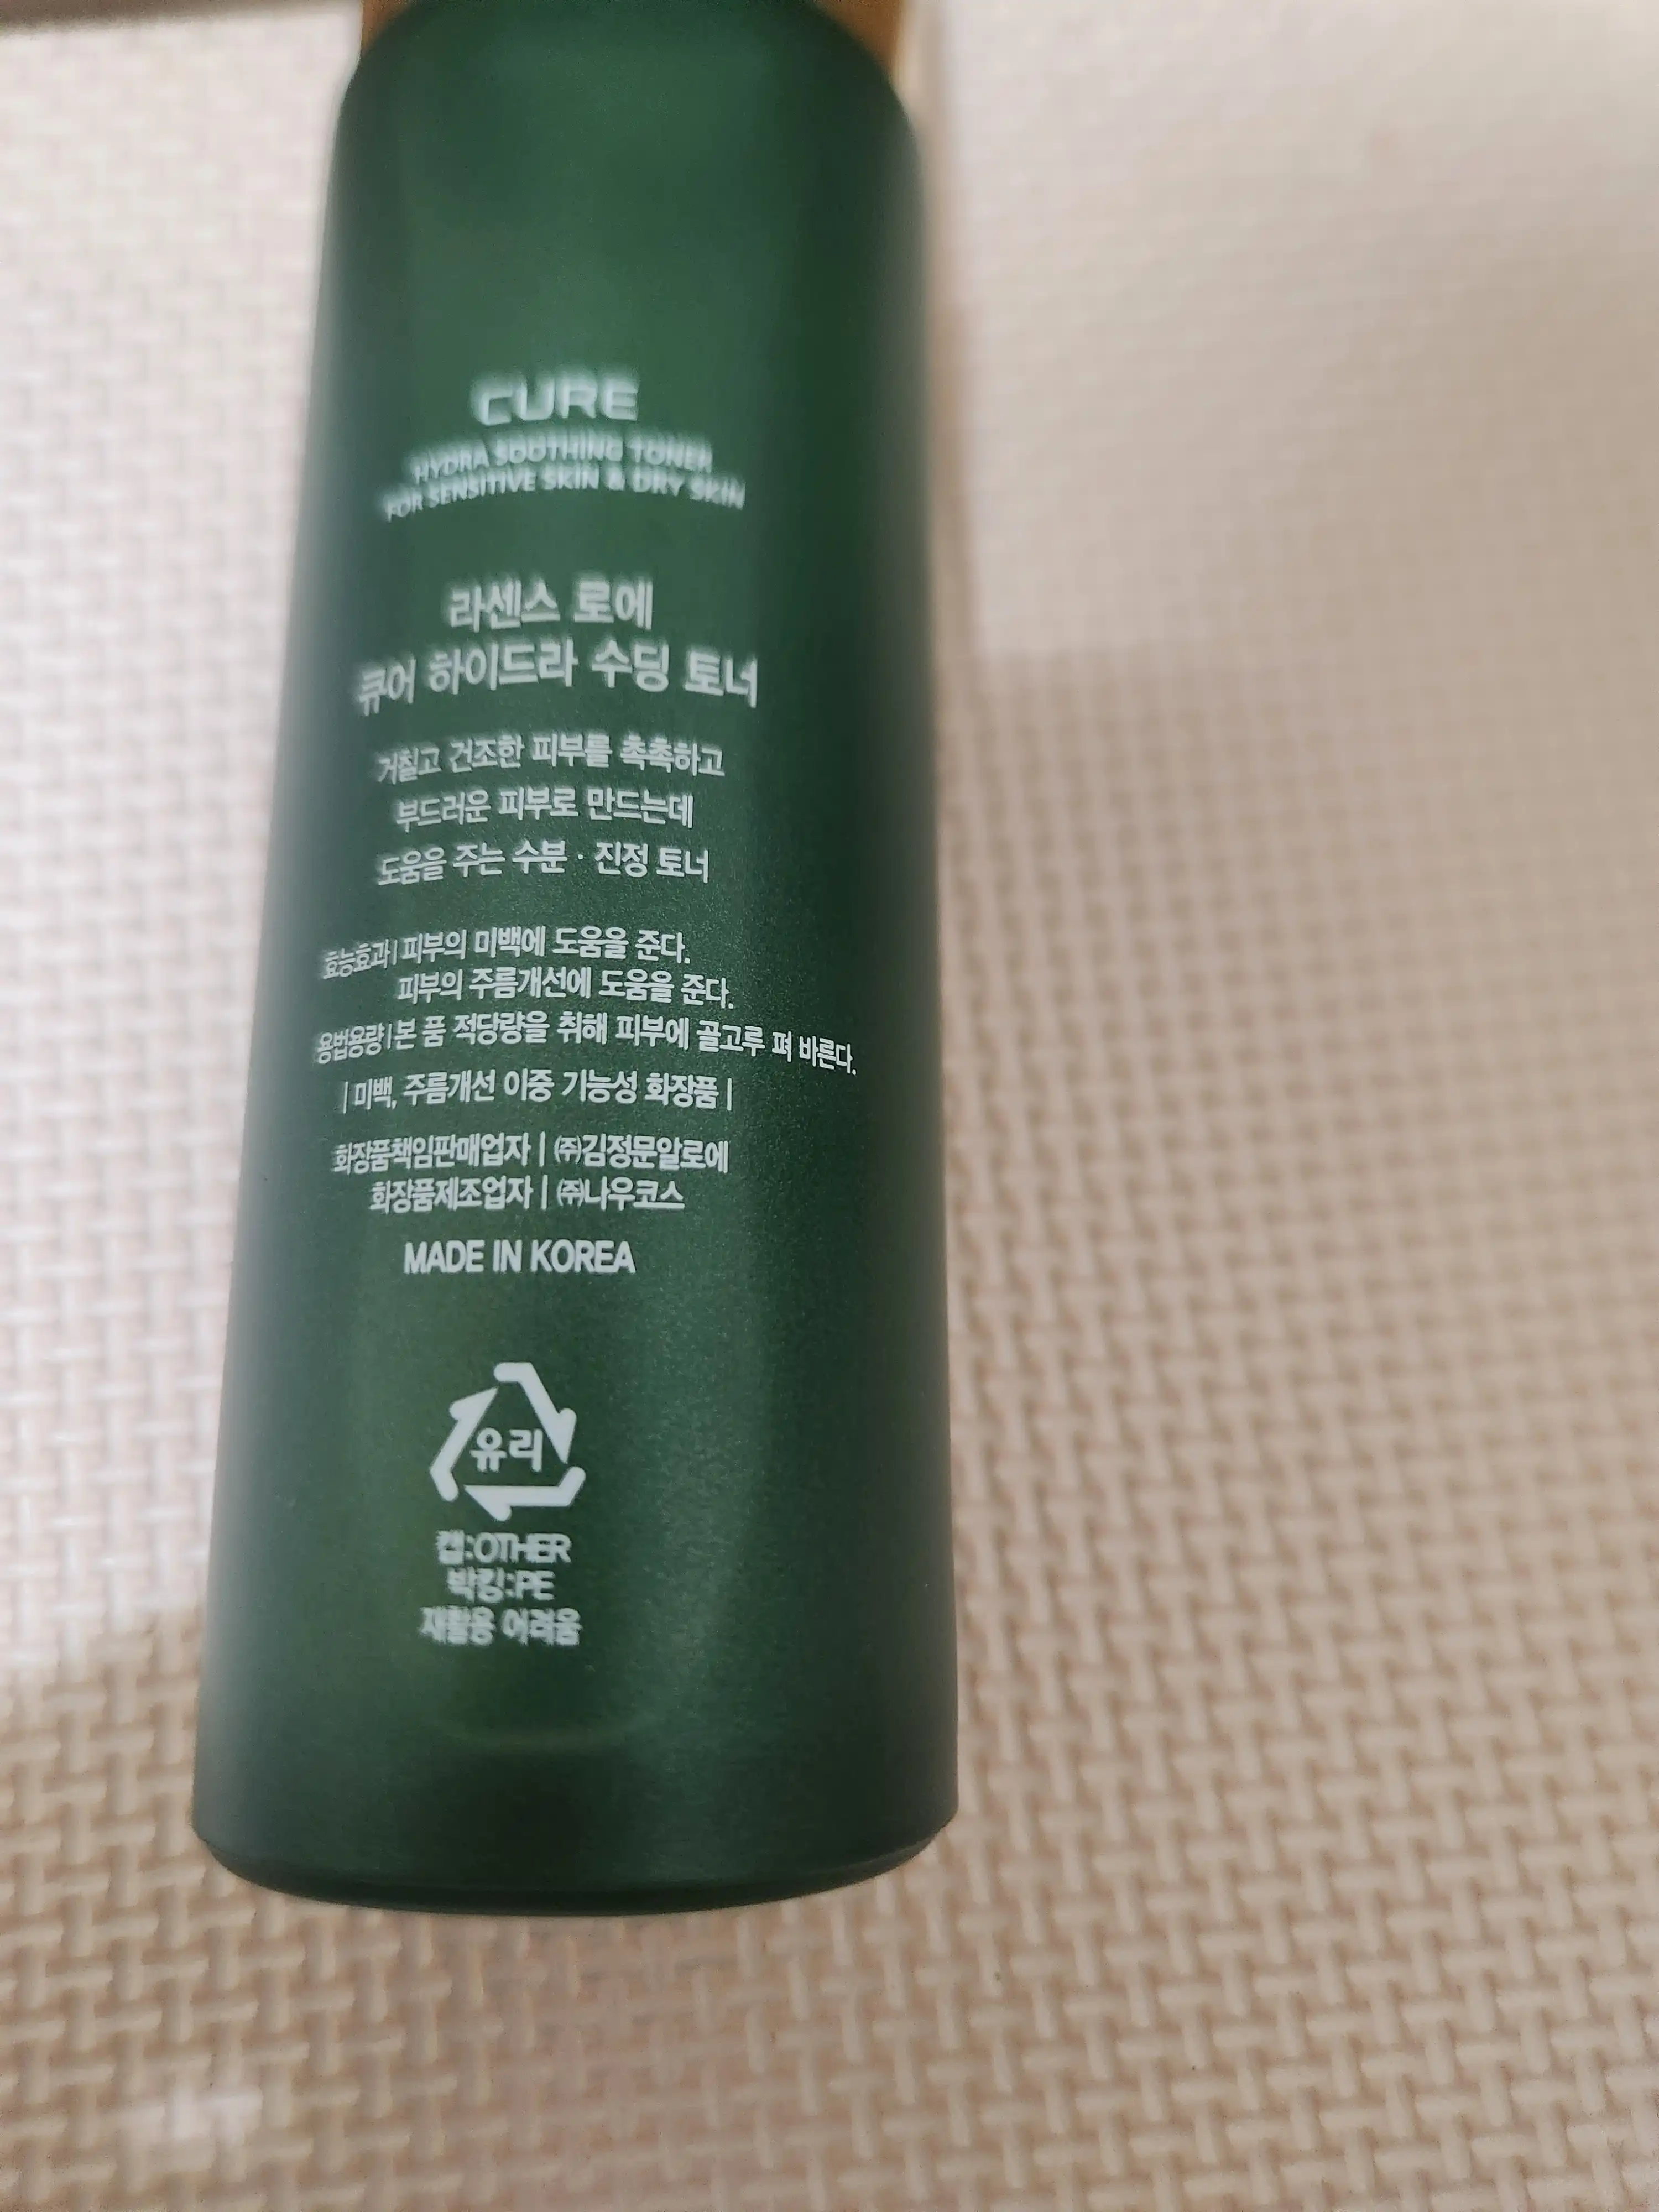 CURE
HYDRA SOOTHING TONER
FOR SENSITIVE SKIN & DRY SKIN
라센스 로에
큐어 하이드라 수딩 토너
거칠고 건조한 피부를 촉촉하고
부드러운 피부로 만드는데
도움을 주는 수분 · 진정 토너
효능효과| 피부의 미백에 도움을 준다.
피부의 주름개선에 도움을 준다.
용법용량| 본 품 적당량을 취해 피부에 골고루 펴 바른다.
| 미백, 주름개선 이중 기능성 화장품 |
화장품책임판매업자 | ㈜김정문알로에
화장품제조업자 | ㈜나우코스
MADE IN KOREA
유리
캡:OTHER
박킹:PE
재활용 어려움